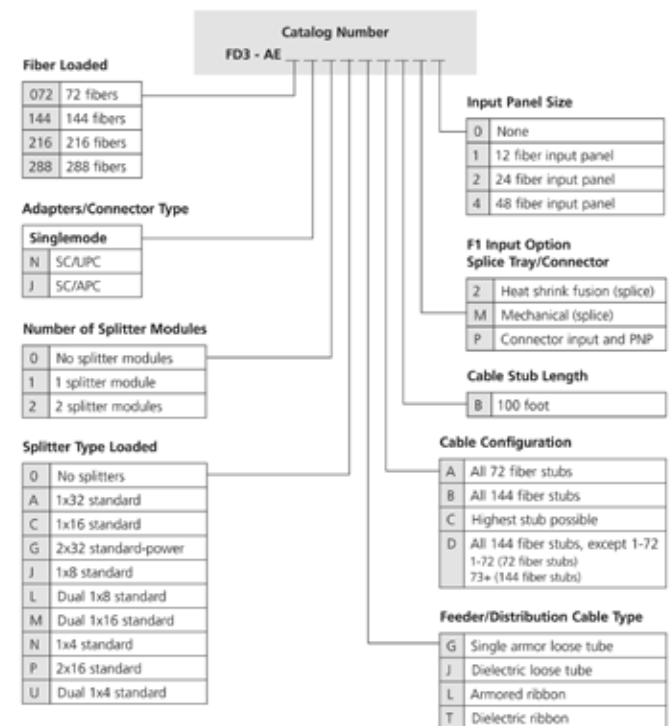 Catalog Number
FD3 - AE
Fiber Loaded
072 72 fibers
144 144 fibers
216 216 fibers
288 288 fibers
Adapters/Connector Type
Singlemode
N SC/UPC
J SC/APC
Number of Splitter Modules
0 No splitter modules
1 1 splitter module
2 2 splitter modules
Splitter Type Loaded
0 No splitters
A 1x32 standard
C 1x16 standard
G 2x32 standard-power
J 1x8 standard
L Dual 1x8 standard
M Dual 1x16 standard
N 1x4 standard
P 2x16 standard
U Dual 1x4 standard
Input Panel Size
0 None
1 12 fiber input panel
2 24 fiber input panel
4 48 fiber input panel
F1 Input Option
Splice Tray/Connector
2 Heat shrink fusion (splice)
M Mechanical (splice)
P Connector input and PNP
Cable Stub Length
B 100 foot
Cable Configuration
A All 72 fiber stubs
B All 144 fiber stubs
C Highest stub possible
D All 144 fiber stubs, except 1-72
1-72 (72 fiber stubs)
73+ (144 fiber stubs)
Feeder/Distribution Cable Type
G Single armor loose tube
J Dielectric loose tube
L Armored ribbon
T Dielectric ribbon